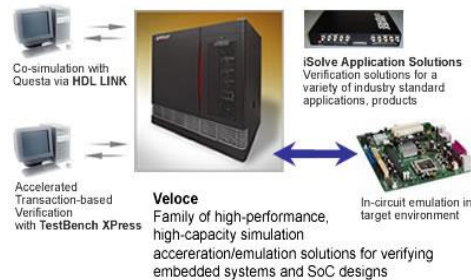 Co-simulation with
Questa via HDL LINK
Accelerated
Transaction-based
Verification
with TestBench XPress
Veloce
Family of high-performance,
high-capacity simulation
accereration/emulation solutions for verifying
embedded systems and SoC designs
iSolve Application Solutions
Verification solutions for a
variety of industry standard
applications, products
In-circuit emulation in
target environment